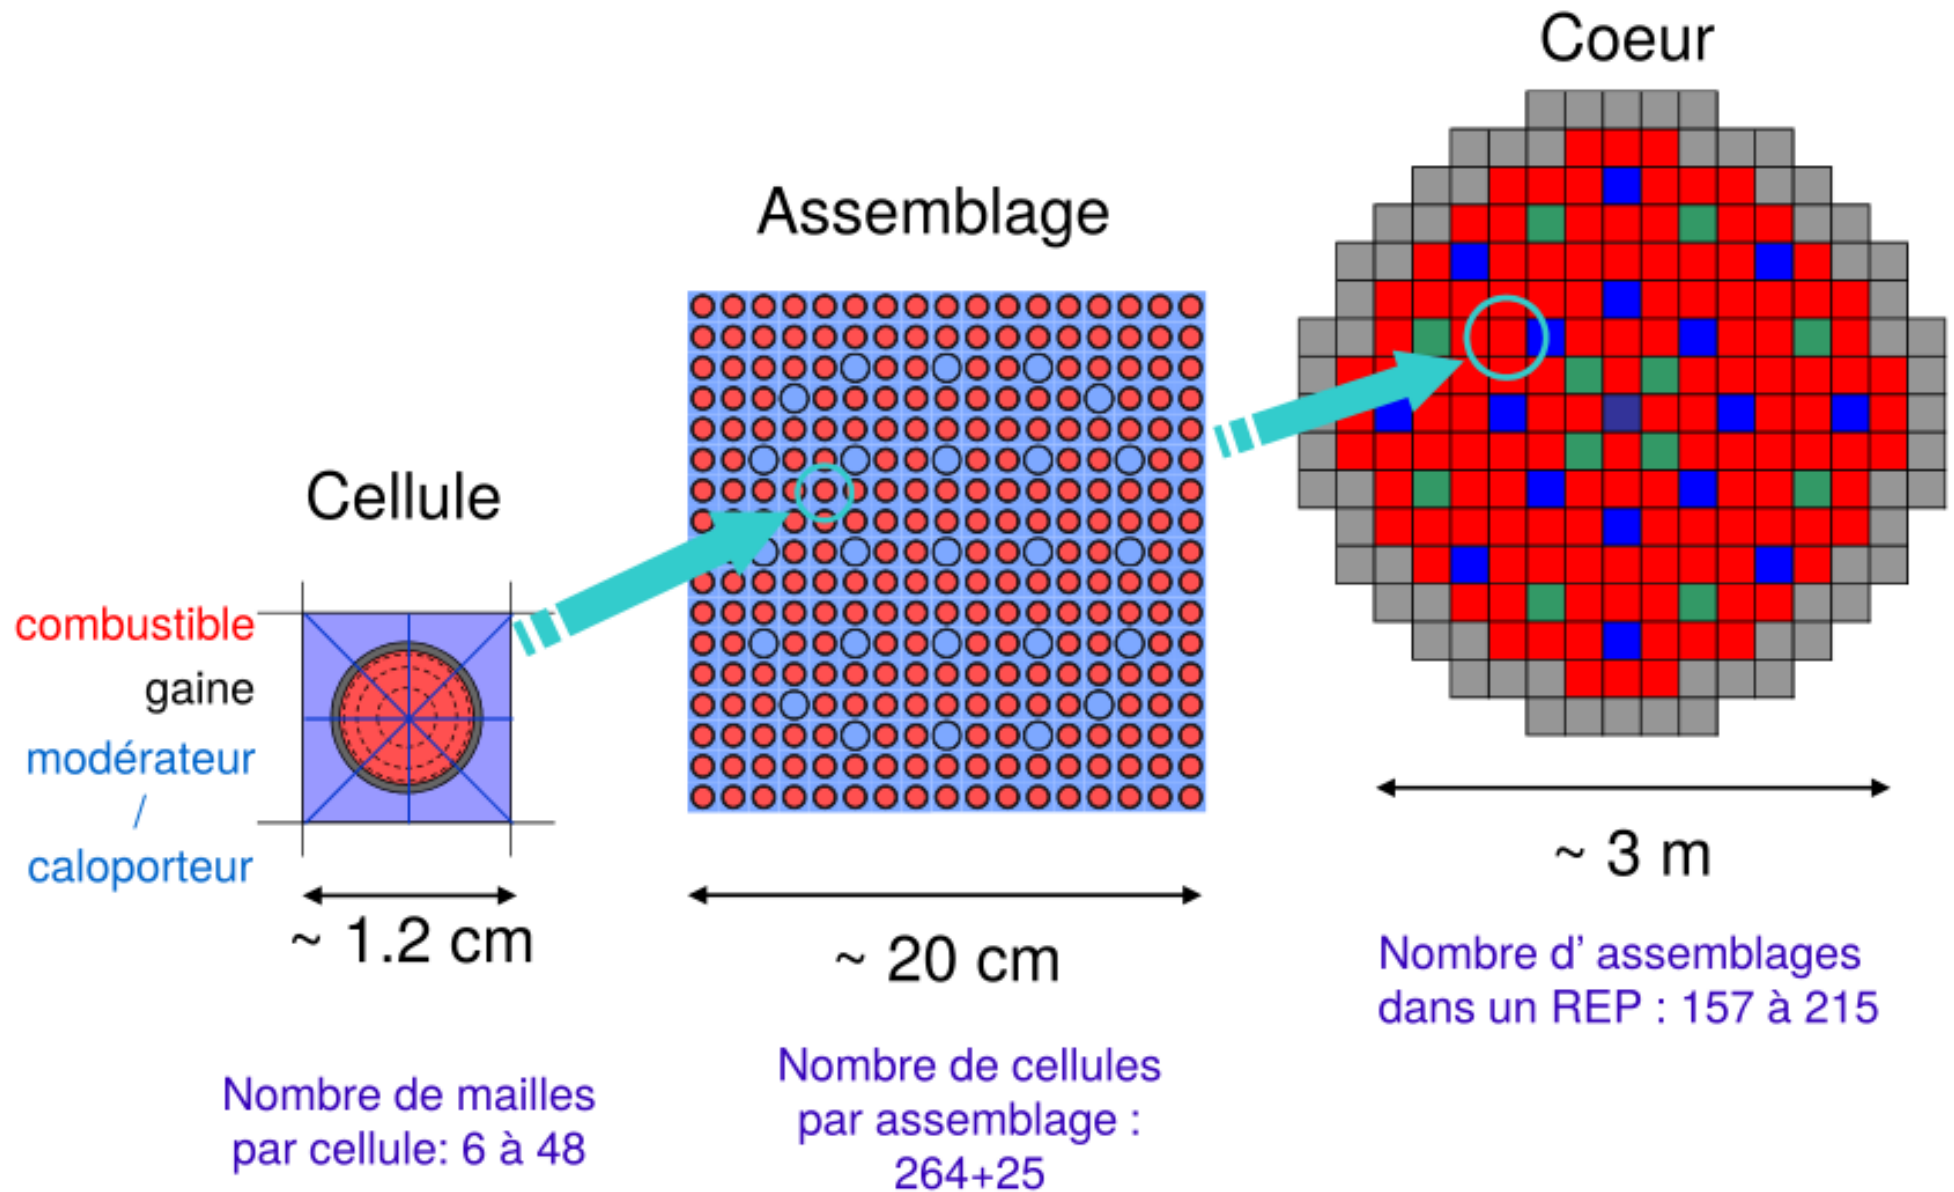 Coeur
Assemblage
Cellule
combustible
gaine
modérateur
/
caloporteur
~ 1.2 cm
~ 20 cm
~ 3 m
Nombre de mailles
par cellule: 6 à 48
Nombre de cellules
par assemblage :
264+25
Nombre d’ assemblages
dans un REP : 157 à 215